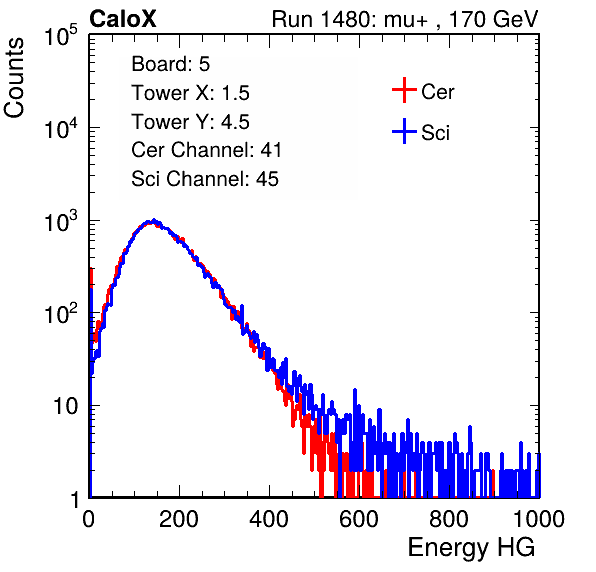 CaloX Run 1480: mu+ , 170 GeV
Counts
Board: 5
Tower X: 1.5
Tower Y: 4.5
Cer Channel: 41
Sci Channel: 45
Cer
Sci
10^5
10^4
10^3
10^2
10
1
0 200 400 600 800 1000
Energy HG